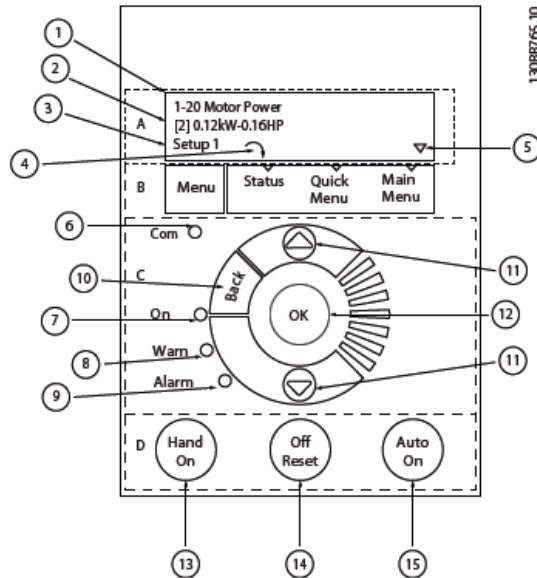 130BB765.10
1
2
3
4
5
A
1-20 Motor Power
[2] 0.12kW-0.16HP
Setup 1
B
Menu
Status
Quick
Menu
Main
Menu
6
Com
C
10
Back
11
7
On
OK
12
8
Warn
11
9
Alarm
D
Hand
On
Off
Reset
Auto
On
13
14
15